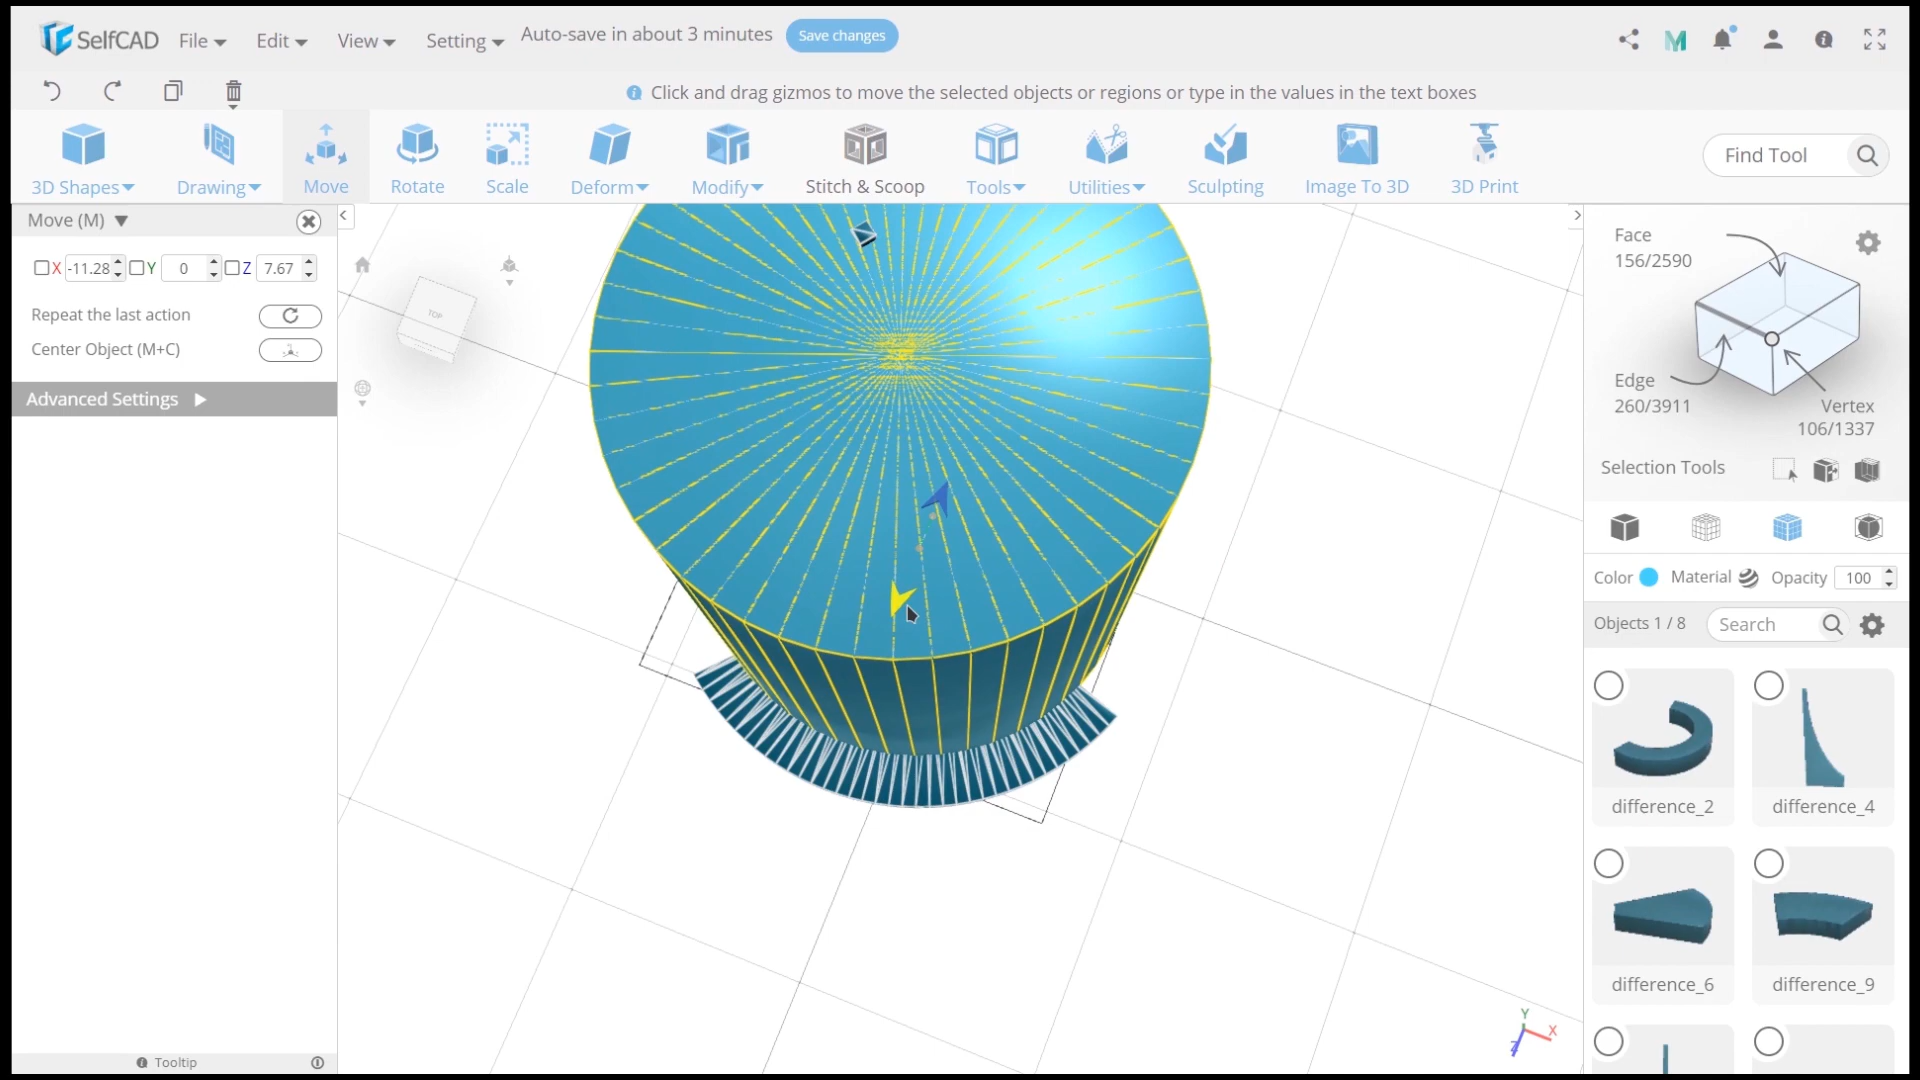 SelfCAD File Edit View Setting Auto-save in about 3 minutes Save changes
Click and drag gizmos to move the selected objects or regions or type in the values in the text boxes
3D Shapes Drawing Move Rotate Scale Deform Modify Stitch & Scoop Tools Utilities Sculpting Image To 3D 3D Print
Find Tool
Move (M)
X -11.28 Y 0 Z 7.67
Repeat the last action
Center Object (M+C)
Advanced Settings
Tooltip
TOP
Y
X
Z
Face
156/2590
Edge
260/3911
Vertex
106/1337
Selection Tools
Color Material Opacity 100
Objects 1 / 8 Search
difference_2 difference_4
difference_6 difference_9